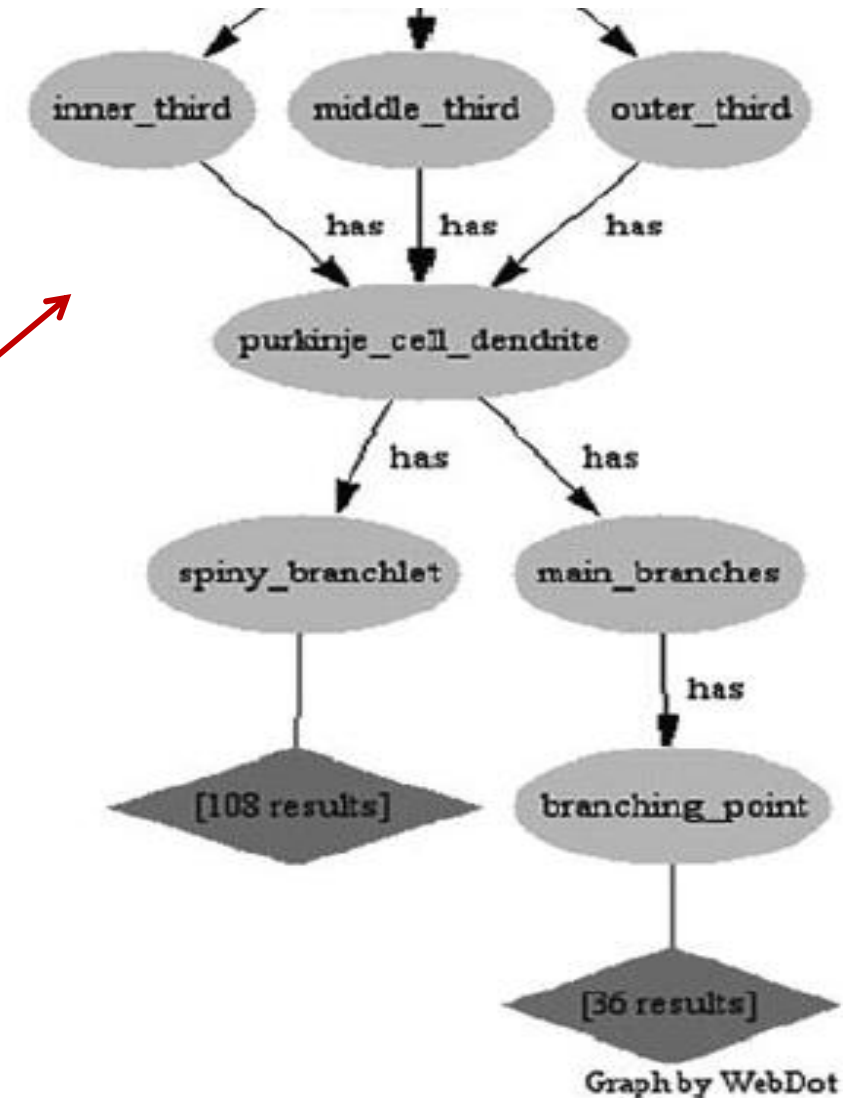 inner_third
middle_third
outer_third
has
has
has
purkinje_cell_dendrite
has
has
spiny_branchlet
main_branches
has
[108 results]
branching_point
[36 results]
Graph by WebDot